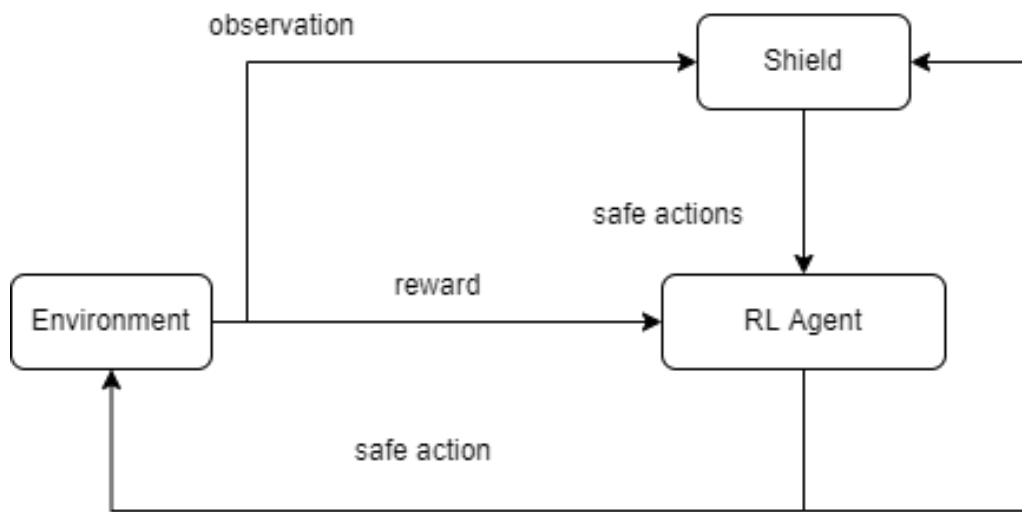 observation
Shield
safe actions
reward
Environment
RL Agent
safe action